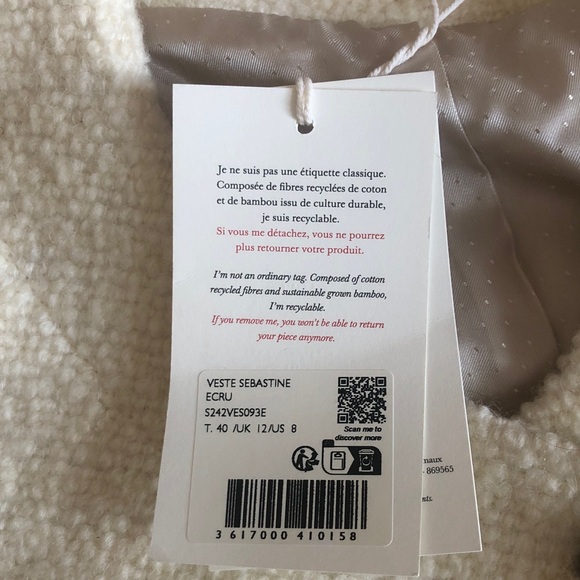 Je ne suis pas une étiquette classique.
Composée de fibres recyclées de coton
et de bambou issu de culture durable,
je suis recyclable.
Si vous me détachez, vous ne pourrez
plus retourner votre produit.
I'm not an ordinary tag. Composed of cotton
recycled fibres and sustainable grown bamboo,
I'm recyclable.
If you remove me, you won't be able to return
your piece anymore.
VESTE SEBASTINE
ECRU
S242VES093E
T. 40 /UK 12/US 8
Scan me to
discover more
3 617000 410158
naux
- 869565